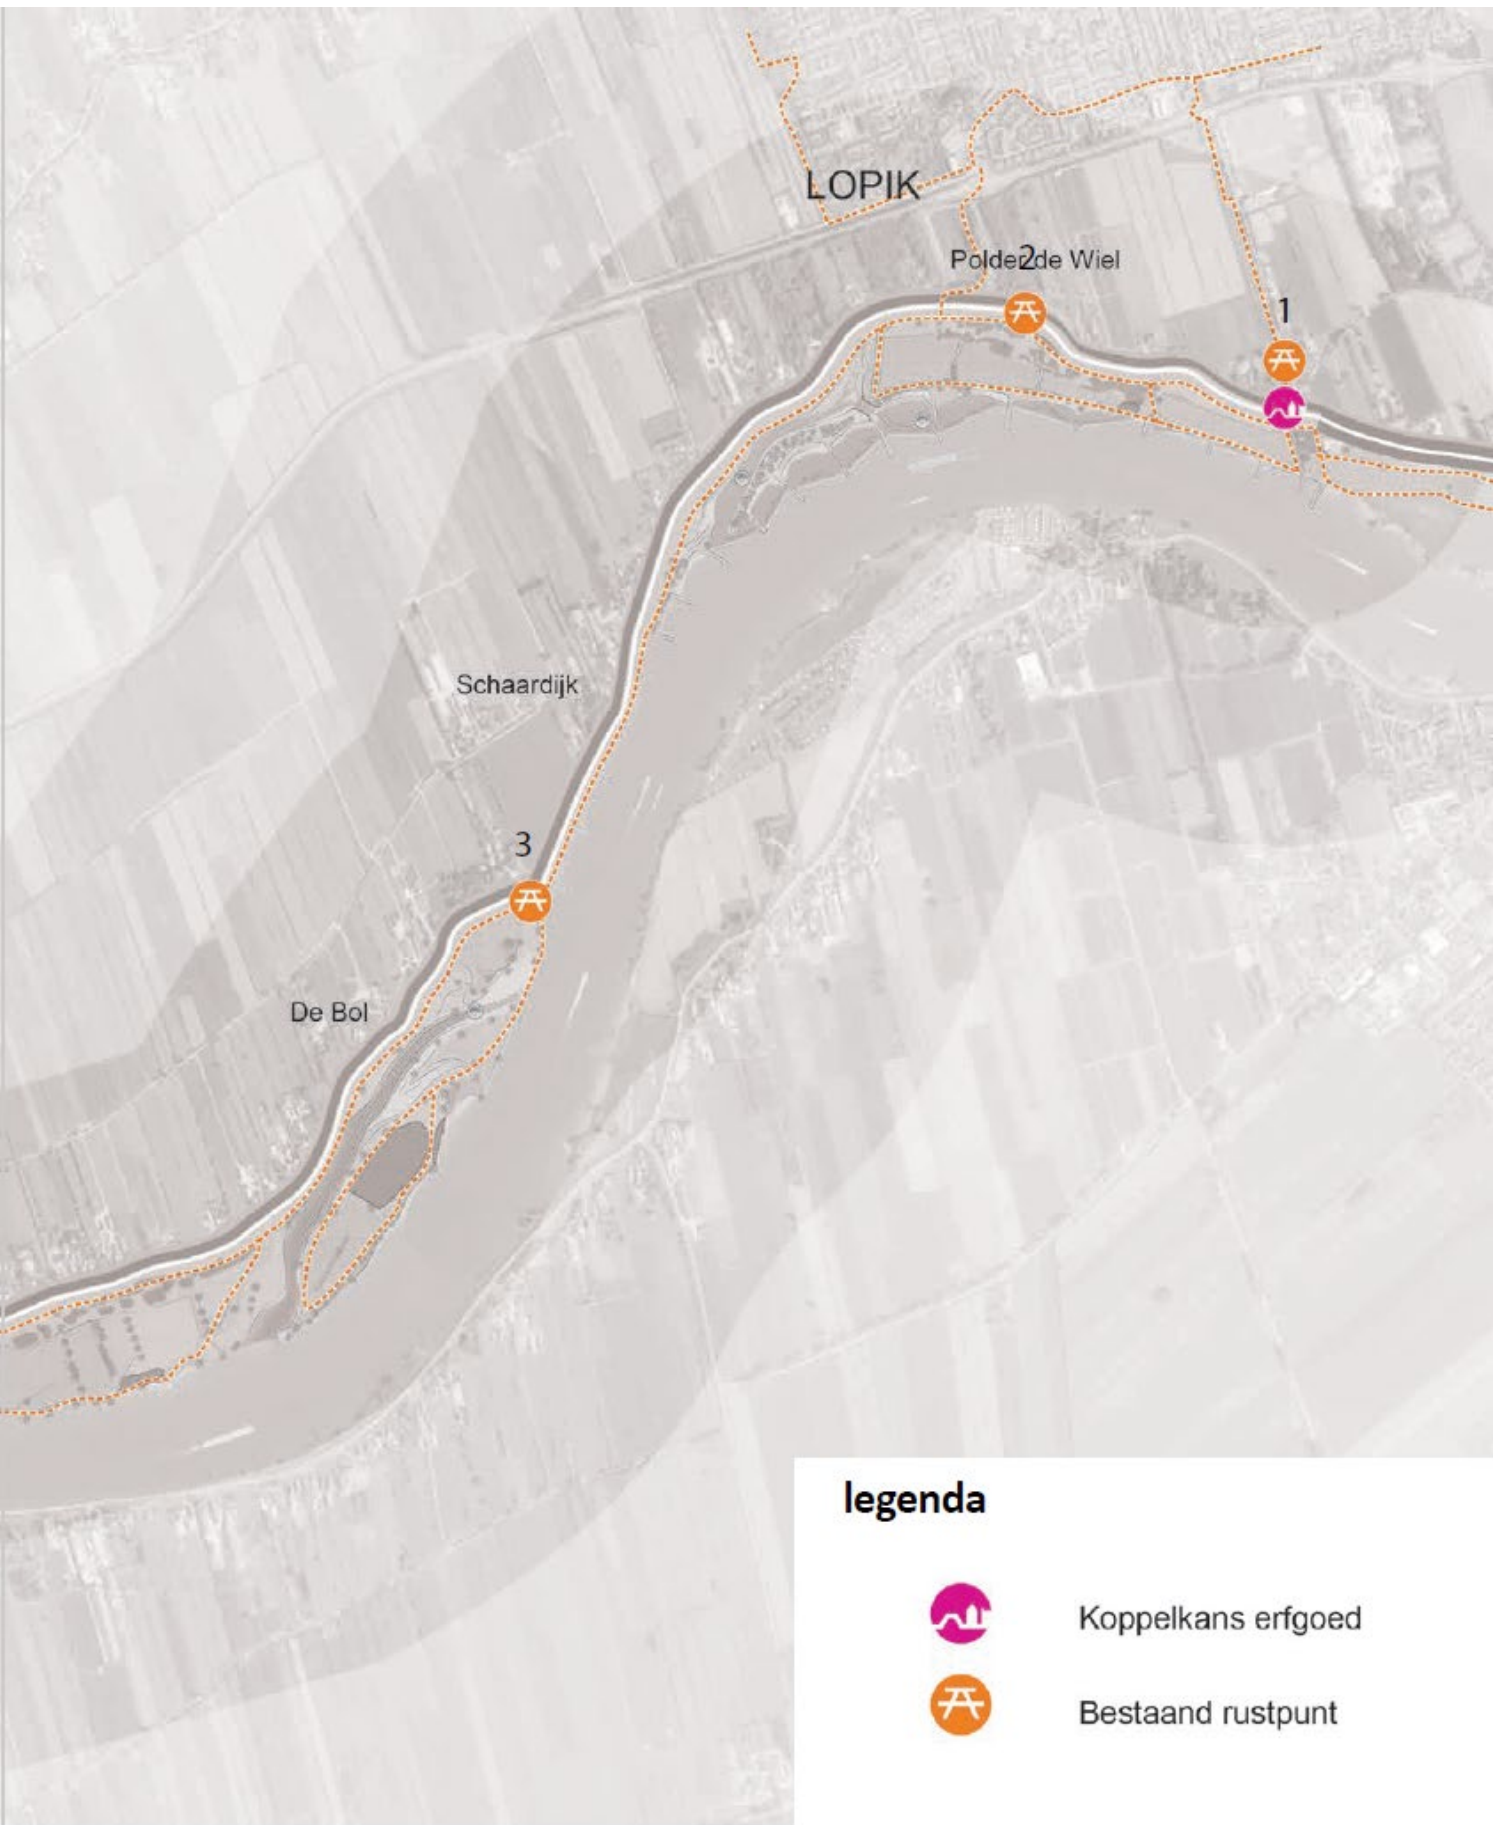 LOPIK
Polder de Wiel
2
1
Schaardijk
3
De Bol
legenda
Koppelkans erfgoed
Bestaand rustpunt